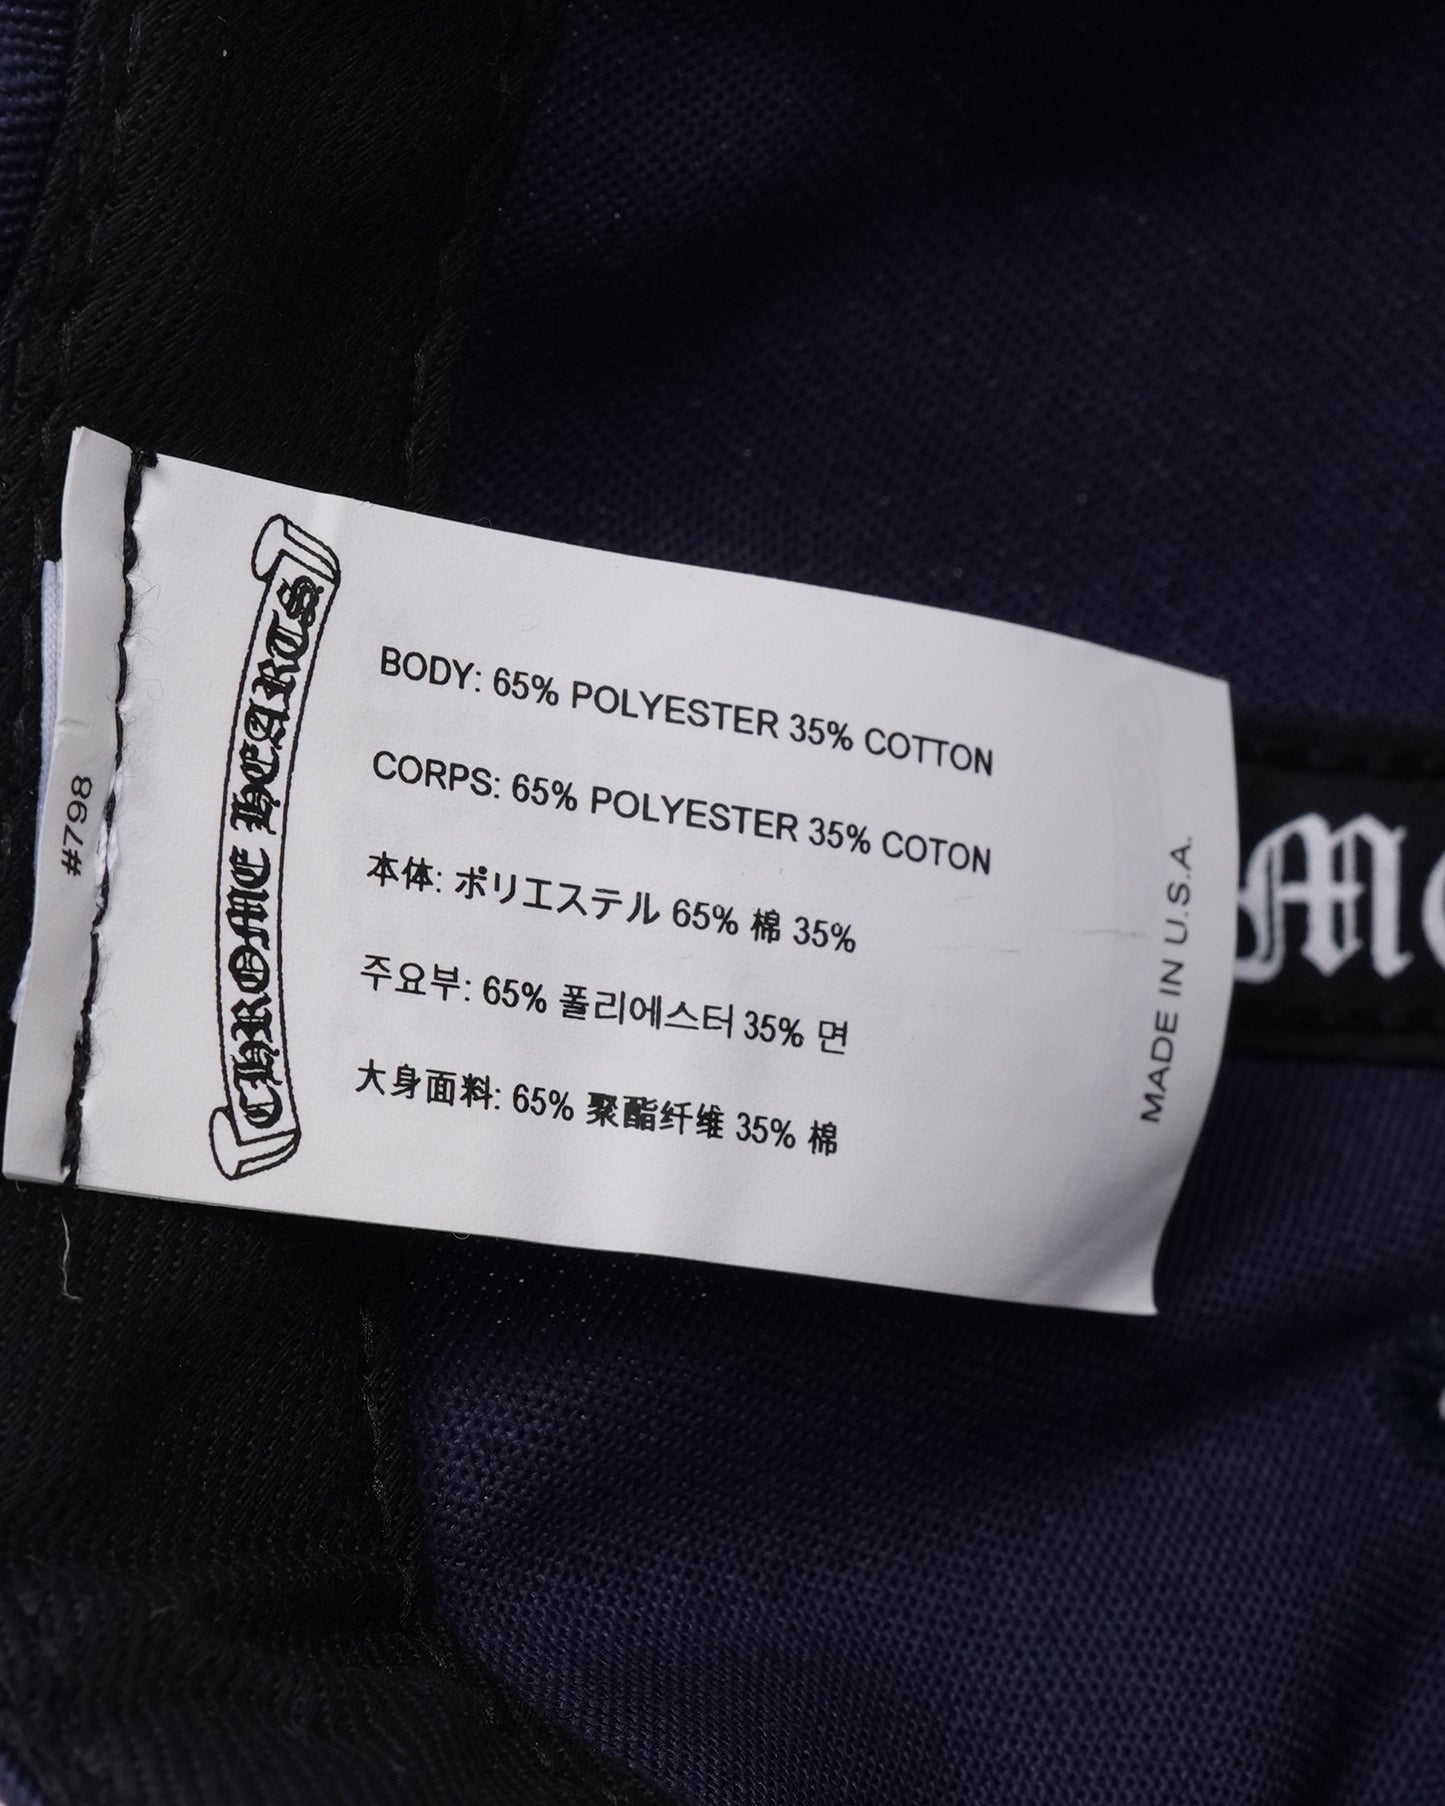 CHROME HEARTS
BODY: 65% POLYESTER 35% COTTON
CORPS: 65% POLYESTER 35% COTON
本体: ポリエステル 65% 棉 35%
주요부: 65% 폴리에스터 35% 면
大身面料: 65% 聚酯纤维 35% 棉
MADE IN U.S.A.
#798